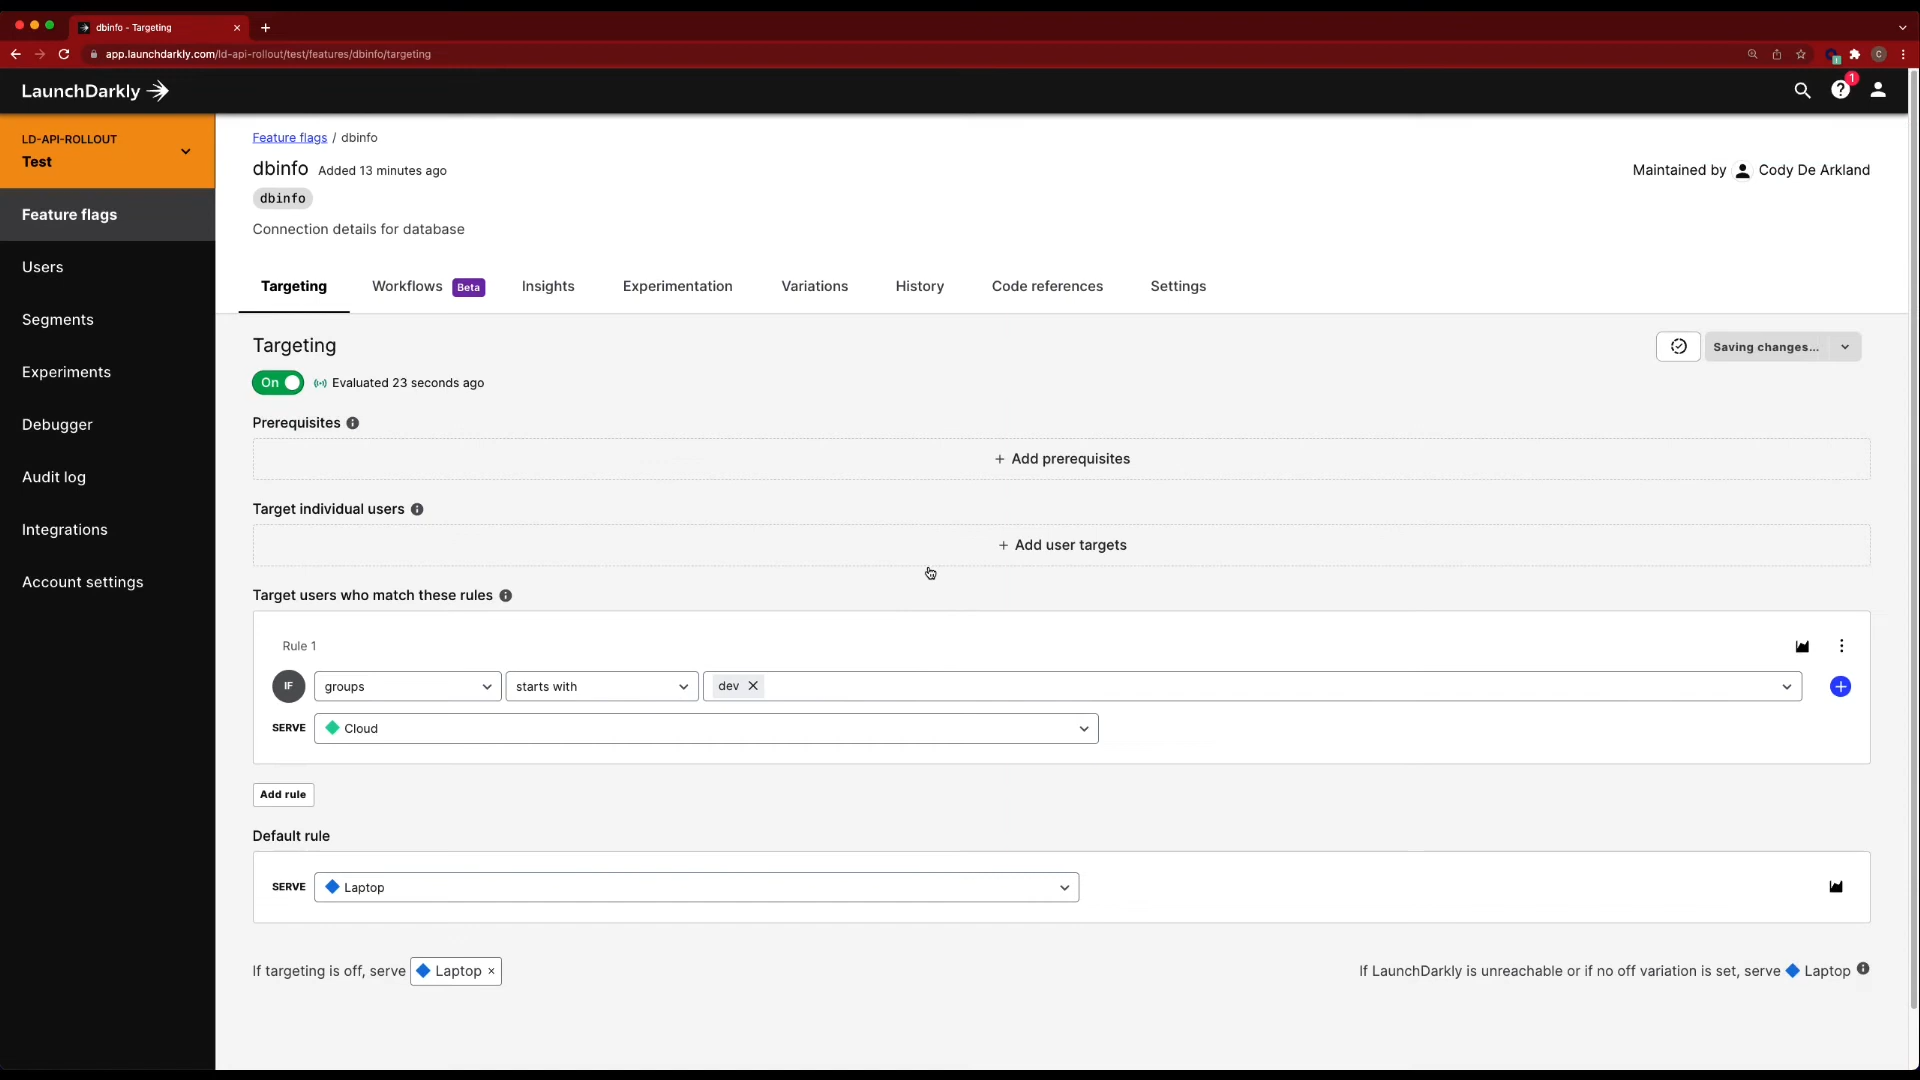 dbinfo - Targeting
app.launchdarkly.com/ld-api-rollout/test/features/dbinfo/targeting
C
LaunchDarkly
1
LD-API-ROLLOUT
Test
Feature flags
Users
Segments
Experiments
Debugger
Audit log
Integrations
Account settings
Feature flags / dbinfo
dbinfo Added 13 minutes ago
Maintained by Cody De Arkland
dbinfo
Connection details for database
Targeting Workflows Beta Insights Experimentation Variations History Code references Settings
Targeting
Saving changes...
On Evaluated 23 seconds ago
Prerequisites
+ Add prerequisites
Target individual users
+ Add user targets
Target users who match these rules
Rule 1
IF groups starts with dev
SERVE Cloud
Add rule
Default rule
SERVE Laptop
If targeting is off, serve Laptop ×
If LaunchDarkly is unreachable or if no off variation is set, serve Laptop